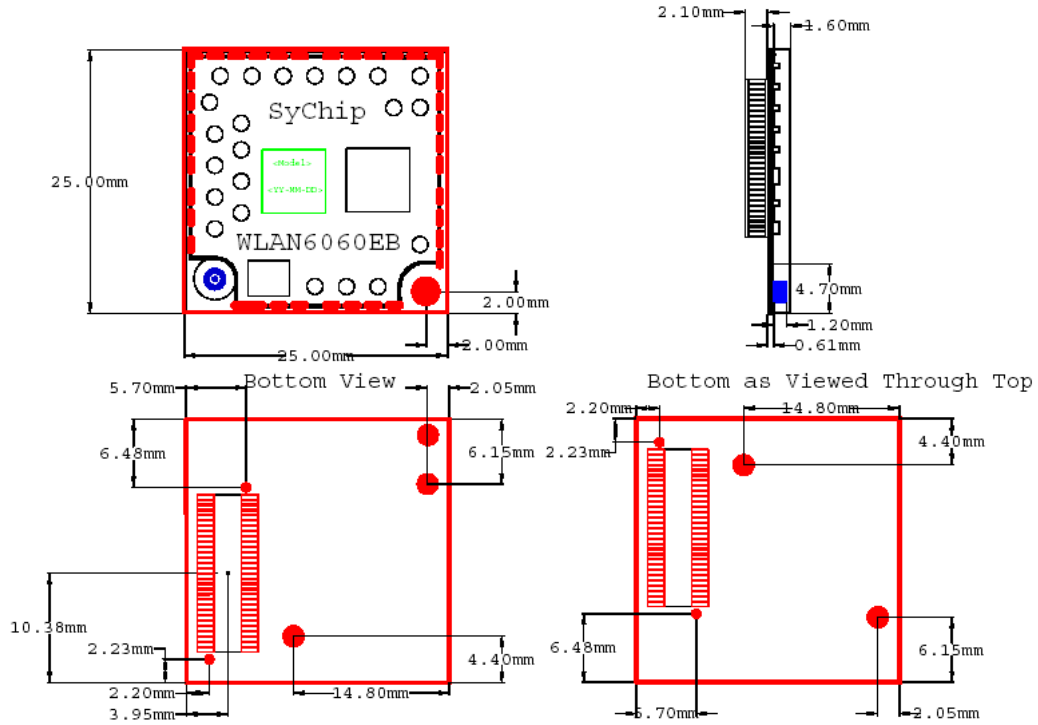 2.10mm
1.60mm
SyChip
<Model>
<YY-MM-DD>
25.00mm
WLAN6060EB
4.70mm
2.00mm
1.20mm
2.00mm
0.61mm
25.00mm
5.70mm
Bottom View
2.05mm
Bottom as Viewed Through Top
2.20mm
14.80mm
6.48mm
6.15mm
2.23mm
4.40mm
10.38mm
2.23mm
4.40mm
6.48mm
6.15mm
2.20mm
14.80mm
3.95mm
5.70mm
2.05mm